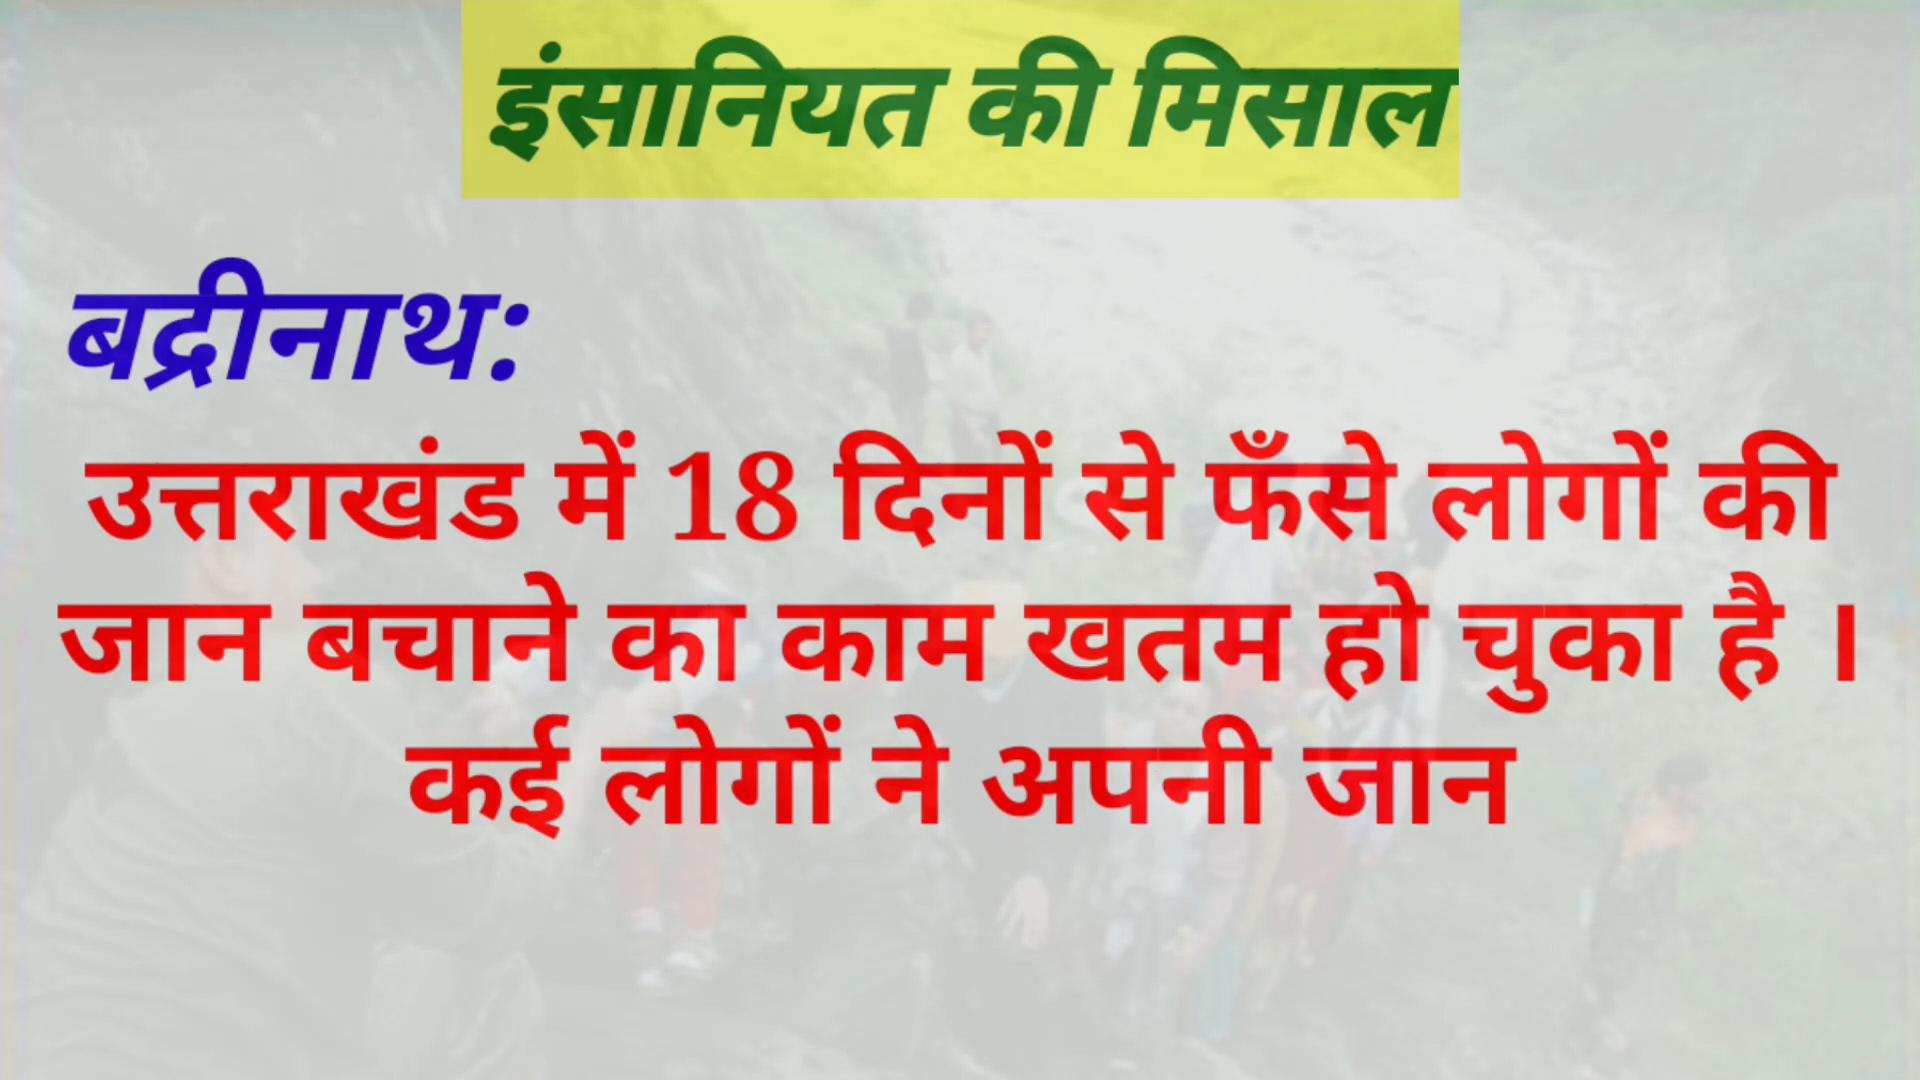 इंसानियत की मिसाल
बद्रीनाथ:
उत्तराखंड में 18 दिनों से फँसे लोगों की
जान बचाने का काम खतम हो चुका है ।
कई लोगों ने अपनी जान